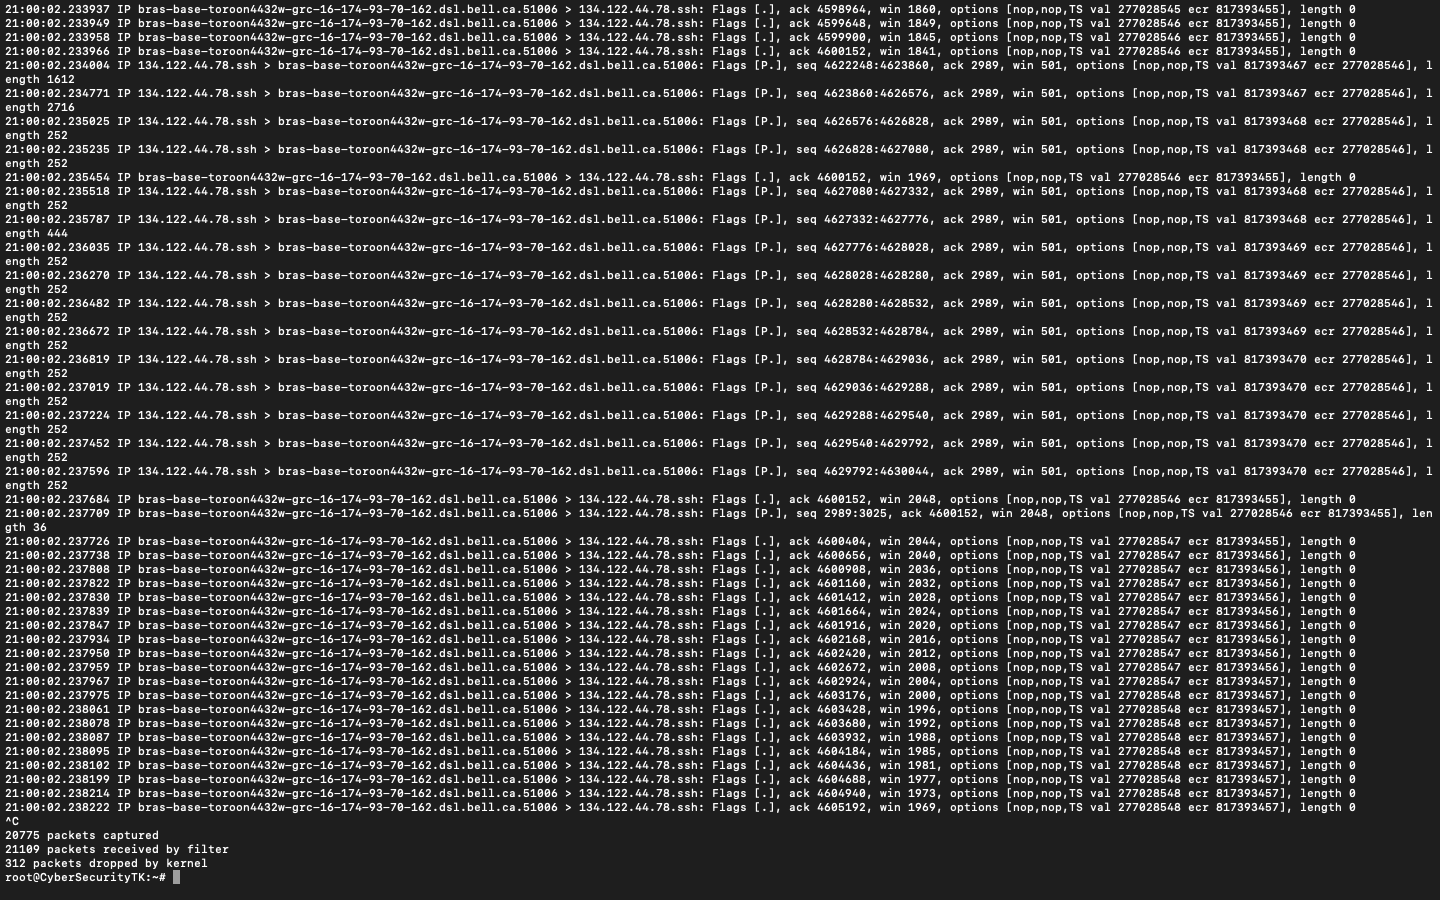 21:00:02.233937 IP bras-base-toroon4432w-grc-16-174-93-70-162.dsl.bell.ca.51006 > 134.122.44.78.ssh: Flags [.], ack 4598964, win 1860, options [nop,nop,TS val 277028545 ecr 817393455], length 0
21:00:02.233949 IP bras-base-toroon4432w-grc-16-174-93-70-162.dsl.bell.ca.51006 > 134.122.44.78.ssh: Flags [.], ack 4599648, win 1849, options [nop,nop,TS val 277028546 ecr 817393455], length 0
21:00:02.233958 IP bras-base-toroon4432w-grc-16-174-93-70-162.dsl.bell.ca.51006 > 134.122.44.78.ssh: Flags [.], ack 4599900, win 1845, options [nop,nop,TS val 277028546 ecr 817393455], length 0
21:00:02.233966 IP bras-base-toroon4432w-grc-16-174-93-70-162.dsl.bell.ca.51006 > 134.122.44.78.ssh: Flags [.], ack 4600152, win 1841, options [nop,nop,TS val 277028546 ecr 817393455], length 0
21:00:02.234004 IP 134.122.44.78.ssh > bras-base-toroon4432w-grc-16-174-93-70-162.dsl.bell.ca.51006: Flags [P.], seq 4622248:4623860, ack 2989, win 501, options [nop,nop,TS val 817393467 ecr 277028546], l
ength 1612
21:00:02.234771 IP 134.122.44.78.ssh > bras-base-toroon4432w-grc-16-174-93-70-162.dsl.bell.ca.51006: Flags [P.], seq 4623860:4626576, ack 2989, win 501, options [nop,nop,TS val 817393467 ecr 277028546], l
ength 2716
21:00:02.235025 IP 134.122.44.78.ssh > bras-base-toroon4432w-grc-16-174-93-70-162.dsl.bell.ca.51006: Flags [P.], seq 4626576:4626828, ack 2989, win 501, options [nop,nop,TS val 817393468 ecr 277028546], l
ength 252
21:00:02.235235 IP 134.122.44.78.ssh > bras-base-toroon4432w-grc-16-174-93-70-162.dsl.bell.ca.51006: Flags [P.], seq 4626828:4627080, ack 2989, win 501, options [nop,nop,TS val 817393468 ecr 277028546], l
ength 252
21:00:02.235454 IP bras-base-toroon4432w-grc-16-174-93-70-162.dsl.bell.ca.51006 > 134.122.44.78.ssh: Flags [.], ack 4600152, win 1969, options [nop,nop,TS val 277028546 ecr 817393455], length 0
21:00:02.235518 IP 134.122.44.78.ssh > bras-base-toroon4432w-grc-16-174-93-70-162.dsl.bell.ca.51006: Flags [P.], seq 4627080:4627332, ack 2989, win 501, options [nop,nop,TS val 817393468 ecr 277028546], l
ength 252
21:00:02.235787 IP 134.122.44.78.ssh > bras-base-toroon4432w-grc-16-174-93-70-162.dsl.bell.ca.51006: Flags [P.], seq 4627332:4627776, ack 2989, win 501, options [nop,nop,TS val 817393468 ecr 277028546], l
ength 444
21:00:02.236035 IP 134.122.44.78.ssh > bras-base-toroon4432w-grc-16-174-93-70-162.dsl.bell.ca.51006: Flags [P.], seq 4627776:4628028, ack 2989, win 501, options [nop,nop,TS val 817393469 ecr 277028546], l
ength 252
21:00:02.236270 IP 134.122.44.78.ssh > bras-base-toroon4432w-grc-16-174-93-70-162.dsl.bell.ca.51006: Flags [P.], seq 4628028:4628280, ack 2989, win 501, options [nop,nop,TS val 817393469 ecr 277028546], l
ength 252
21:00:02.236482 IP 134.122.44.78.ssh > bras-base-toroon4432w-grc-16-174-93-70-162.dsl.bell.ca.51006: Flags [P.], seq 4628280:4628532, ack 2989, win 501, options [nop,nop,TS val 817393469 ecr 277028546], l
ength 252
21:00:02.236672 IP 134.122.44.78.ssh > bras-base-toroon4432w-grc-16-174-93-70-162.dsl.bell.ca.51006: Flags [P.], seq 4628532:4628784, ack 2989, win 501, options [nop,nop,TS val 817393469 ecr 277028546], l
ength 252
21:00:02.236819 IP 134.122.44.78.ssh > bras-base-toroon4432w-grc-16-174-93-70-162.dsl.bell.ca.51006: Flags [P.], seq 4628784:4629036, ack 2989, win 501, options [nop,nop,TS val 817393470 ecr 277028546], l
ength 252
21:00:02.237019 IP 134.122.44.78.ssh > bras-base-toroon4432w-grc-16-174-93-70-162.dsl.bell.ca.51006: Flags [P.], seq 4629036:4629288, ack 2989, win 501, options [nop,nop,TS val 817393470 ecr 277028546], l
ength 252
21:00:02.237224 IP 134.122.44.78.ssh > bras-base-toroon4432w-grc-16-174-93-70-162.dsl.bell.ca.51006: Flags [P.], seq 4629288:4629540, ack 2989, win 501, options [nop,nop,TS val 817393470 ecr 277028546], l
ength 252
21:00:02.237452 IP 134.122.44.78.ssh > bras-base-toroon4432w-grc-16-174-93-70-162.dsl.bell.ca.51006: Flags [P.], seq 4629540:4629792, ack 2989, win 501, options [nop,nop,TS val 817393470 ecr 277028546], l
ength 252
21:00:02.237596 IP 134.122.44.78.ssh > bras-base-toroon4432w-grc-16-174-93-70-162.dsl.bell.ca.51006: Flags [P.], seq 4629792:4630044, ack 2989, win 501, options [nop,nop,TS val 817393470 ecr 277028546], l
ength 252
21:00:02.237684 IP bras-base-toroon4432w-grc-16-174-93-70-162.dsl.bell.ca.51006 > 134.122.44.78.ssh: Flags [.], ack 4600152, win 2048, options [nop,nop,TS val 277028546 ecr 817393455], length 0
21:00:02.237709 IP bras-base-toroon4432w-grc-16-174-93-70-162.dsl.bell.ca.51006 > 134.122.44.78.ssh: Flags [P.], seq 2989:3025, ack 4600152, win 2048, options [nop,nop,TS val 277028546 ecr 817393455], len
gth 36
21:00:02.237726 IP bras-base-toroon4432w-grc-16-174-93-70-162.dsl.bell.ca.51006 > 134.122.44.78.ssh: Flags [.], ack 4600404, win 2044, options [nop,nop,TS val 277028547 ecr 817393455], length 0
21:00:02.237738 IP bras-base-toroon4432w-grc-16-174-93-70-162.dsl.bell.ca.51006 > 134.122.44.78.ssh: Flags [.], ack 4600656, win 2040, options [nop,nop,TS val 277028547 ecr 817393455], length 0
21:00:02.237808 IP bras-base-toroon4432w-grc-16-174-93-70-162.dsl.bell.ca.51006 > 134.122.44.78.ssh: Flags [.], ack 4600908, win 2036, options [nop,nop,TS val 277028547 ecr 817393456], length 0
21:00:02.237822 IP bras-base-toroon4432w-grc-16-174-93-70-162.dsl.bell.ca.51006 > 134.122.44.78.ssh: Flags [.], ack 4601160, win 2032, options [nop,nop,TS val 277028547 ecr 817393456], length 0
21:00:02.237830 IP bras-base-toroon4432w-grc-16-174-93-70-162.dsl.bell.ca.51006 > 134.122.44.78.ssh: Flags [.], ack 4601412, win 2028, options [nop,nop,TS val 277028547 ecr 817393456], length 0
21:00:02.237839 IP bras-base-toroon4432w-grc-16-174-93-70-162.dsl.bell.ca.51006 > 134.122.44.78.ssh: Flags [.], ack 4601664, win 2024, options [nop,nop,TS val 277028547 ecr 817393456], length 0
21:00:02.237847 IP bras-base-toroon4432w-grc-16-174-93-70-162.dsl.bell.ca.51006 > 134.122.44.78.ssh: Flags [.], ack 4601916, win 2020, options [nop,nop,TS val 277028547 ecr 817393456], length 0
21:00:02.237934 IP bras-base-toroon4432w-grc-16-174-93-70-162.dsl.bell.ca.51006 > 134.122.44.78.ssh: Flags [.], ack 4602168, win 2016, options [nop,nop,TS val 277028547 ecr 817393456], length 0
21:00:02.237950 IP bras-base-toroon4432w-grc-16-174-93-70-162.dsl.bell.ca.51006 > 134.122.44.78.ssh: Flags [.], ack 4602420, win 2012, options [nop,nop,TS val 277028547 ecr 817393456], length 0
21:00:02.237959 IP bras-base-toroon4432w-grc-16-174-93-70-162.dsl.bell.ca.51006 > 134.122.44.78.ssh: Flags [.], ack 4602672, win 2008, options [nop,nop,TS val 277028547 ecr 817393456], length 0
21:00:02.237967 IP bras-base-toroon4432w-grc-16-174-93-70-162.dsl.bell.ca.51006 > 134.122.44.78.ssh: Flags [.], ack 4602924, win 2004, options [nop,nop,TS val 277028547 ecr 817393456], length 0
21:00:02.237975 IP bras-base-toroon4432w-grc-16-174-93-70-162.dsl.bell.ca.51006 > 134.122.44.78.ssh: Flags [.], ack 4603176, win 2000, options [nop,nop,TS val 277028548 ecr 817393457], length 0
21:00:02.238061 IP bras-base-toroon4432w-grc-16-174-93-70-162.dsl.bell.ca.51006 > 134.122.44.78.ssh: Flags [.], ack 4603428, win 1996, options [nop,nop,TS val 277028548 ecr 817393457], length 0
21:00:02.238078 IP bras-base-toroon4432w-grc-16-174-93-70-162.dsl.bell.ca.51006 > 134.122.44.78.ssh: Flags [.], ack 4603680, win 1992, options [nop,nop,TS val 277028548 ecr 817393457], length 0
21:00:02.238087 IP bras-base-toroon4432w-grc-16-174-93-70-162.dsl.bell.ca.51006 > 134.122.44.78.ssh: Flags [.], ack 4603932, win 1988, options [nop,nop,TS val 277028548 ecr 817393457], length 0
21:00:02.238095 IP bras-base-toroon4432w-grc-16-174-93-70-162.dsl.bell.ca.51006 > 134.122.44.78.ssh: Flags [.], ack 4604184, win 1985, options [nop,nop,TS val 277028548 ecr 817393457], length 0
21:00:02.238102 IP bras-base-toroon4432w-grc-16-174-93-70-162.dsl.bell.ca.51006 > 134.122.44.78.ssh: Flags [.], ack 4604436, win 1981, options [nop,nop,TS val 277028548 ecr 817393457], length 0
21:00:02.238199 IP bras-base-toroon4432w-grc-16-174-93-70-162.dsl.bell.ca.51006 > 134.122.44.78.ssh: Flags [.], ack 4604688, win 1977, options [nop,nop,TS val 277028548 ecr 817393457], length 0
21:00:02.238214 IP bras-base-toroon4432w-grc-16-174-93-70-162.dsl.bell.ca.51006 > 134.122.44.78.ssh: Flags [.], ack 4604940, win 1973, options [nop,nop,TS val 277028548 ecr 817393457], length 0
21:00:02.238222 IP bras-base-toroon4432w-grc-16-174-93-70-162.dsl.bell.ca.51006 > 134.122.44.78.ssh: Flags [.], ack 4605192, win 1969, options [nop,nop,TS val 277028548 ecr 817393457], length 0
^C
20775 packets captured
21109 packets received by filter
312 packets dropped by kernel
root@CyberSecurityTK:~#